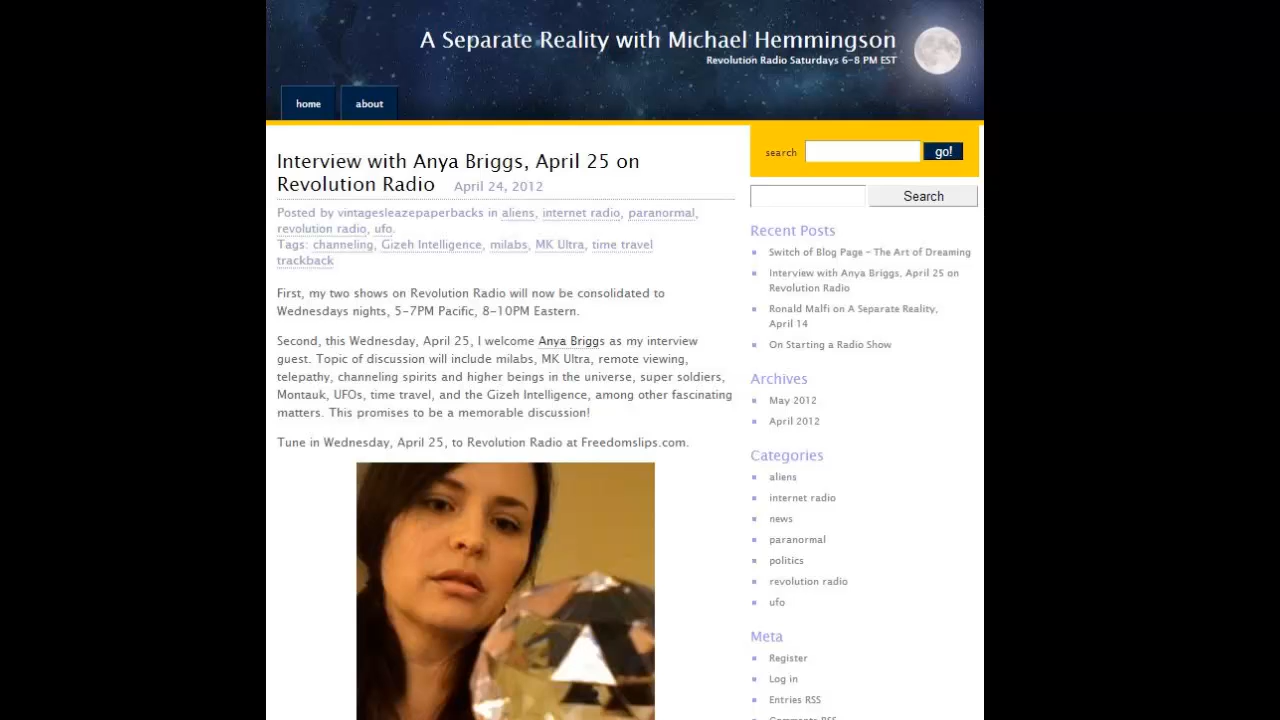 A Separate Reality with Michael Hemmingson
Revolution Radio Saturdays 6-8 PM EST
home
about
Interview with Anya Briggs, April 25 on
Revolution Radio April 24, 2012
Posted by vintagesleazepaperbacks in aliens, internet radio, paranormal,
revolution radio, ufo.
Tags: channeling, Gizeh Intelligence, milabs, MK Ultra, time travel
trackback
First, my two shows on Revolution Radio will now be consolidated to
Wednesdays nights, 5-7PM Pacific, 8-10PM Eastern.
Second, this Wednesday, April 25, I welcome Anya Briggs as my interview
guest. Topic of discussion will include milabs, MK Ultra, remote viewing,
telepathy, channeling spirits and higher beings in the universe, super soldiers,
Montauk, UFOs, time travel, and the Gizeh Intelligence, among other fascinating
matters. This promises to be a memorable discussion!
Tune in Wednesday, April 25, to Revolution Radio at Freedomslips.com.
search
go!
Search
Recent Posts
Switch of Blog Page – The Art of Dreaming
Interview with Anya Briggs, April 25 on
Revolution Radio
Ronald Malfi on A Separate Reality,
April 14
On Starting a Radio Show
Archives
May 2012
April 2012
Categories
aliens
internet radio
news
paranormal
politics
revolution radio
ufo
Meta
Register
Log in
Entries RSS
Comments RSS